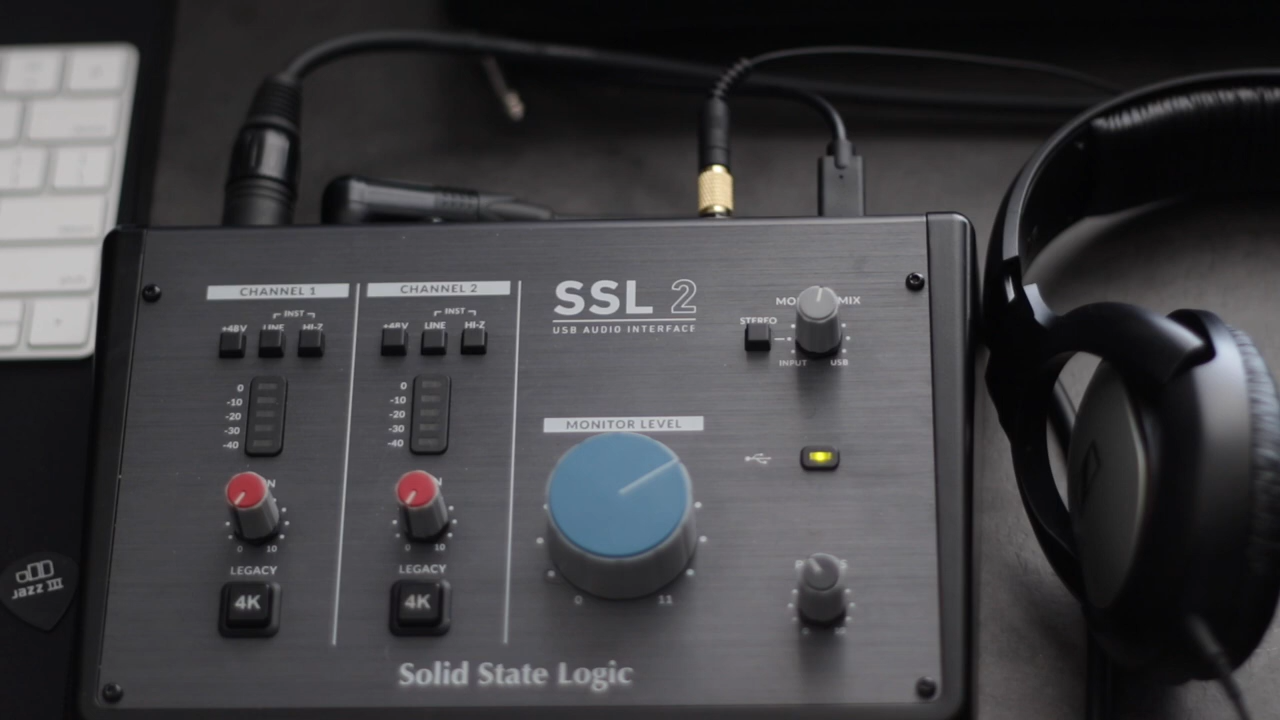 CHANNEL 1
CHANNEL 2
SSL 2
USB AUDIO INTERFACE
INST
+48V LINE HI-Z
INST
+48V LINE HI-Z
STEREO
MIX
INPUT USB
0
-10
-20
-30
-40
0
-10
-20
-30
-40
MONITOR LEVEL
0 10
0 10
0 11
LEGACY
4K
LEGACY
4K
Solid State Logic
Jazz III